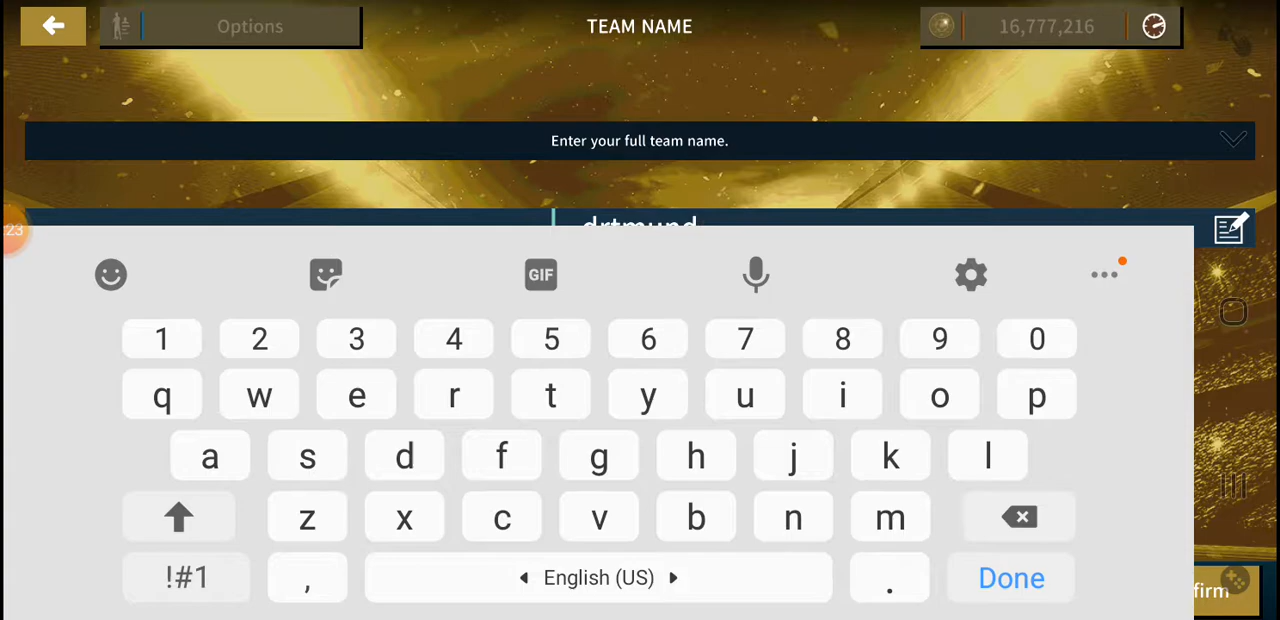 Options
TEAM NAME
16,777,216
Enter your full team name.
drtmund
:23
GIF
1 2 3 4 5 6 7 8 9 0
q w e r t y u i o p
a s d f g h j k l
z x c v b n m
!#1 , English (US) . Done
firm